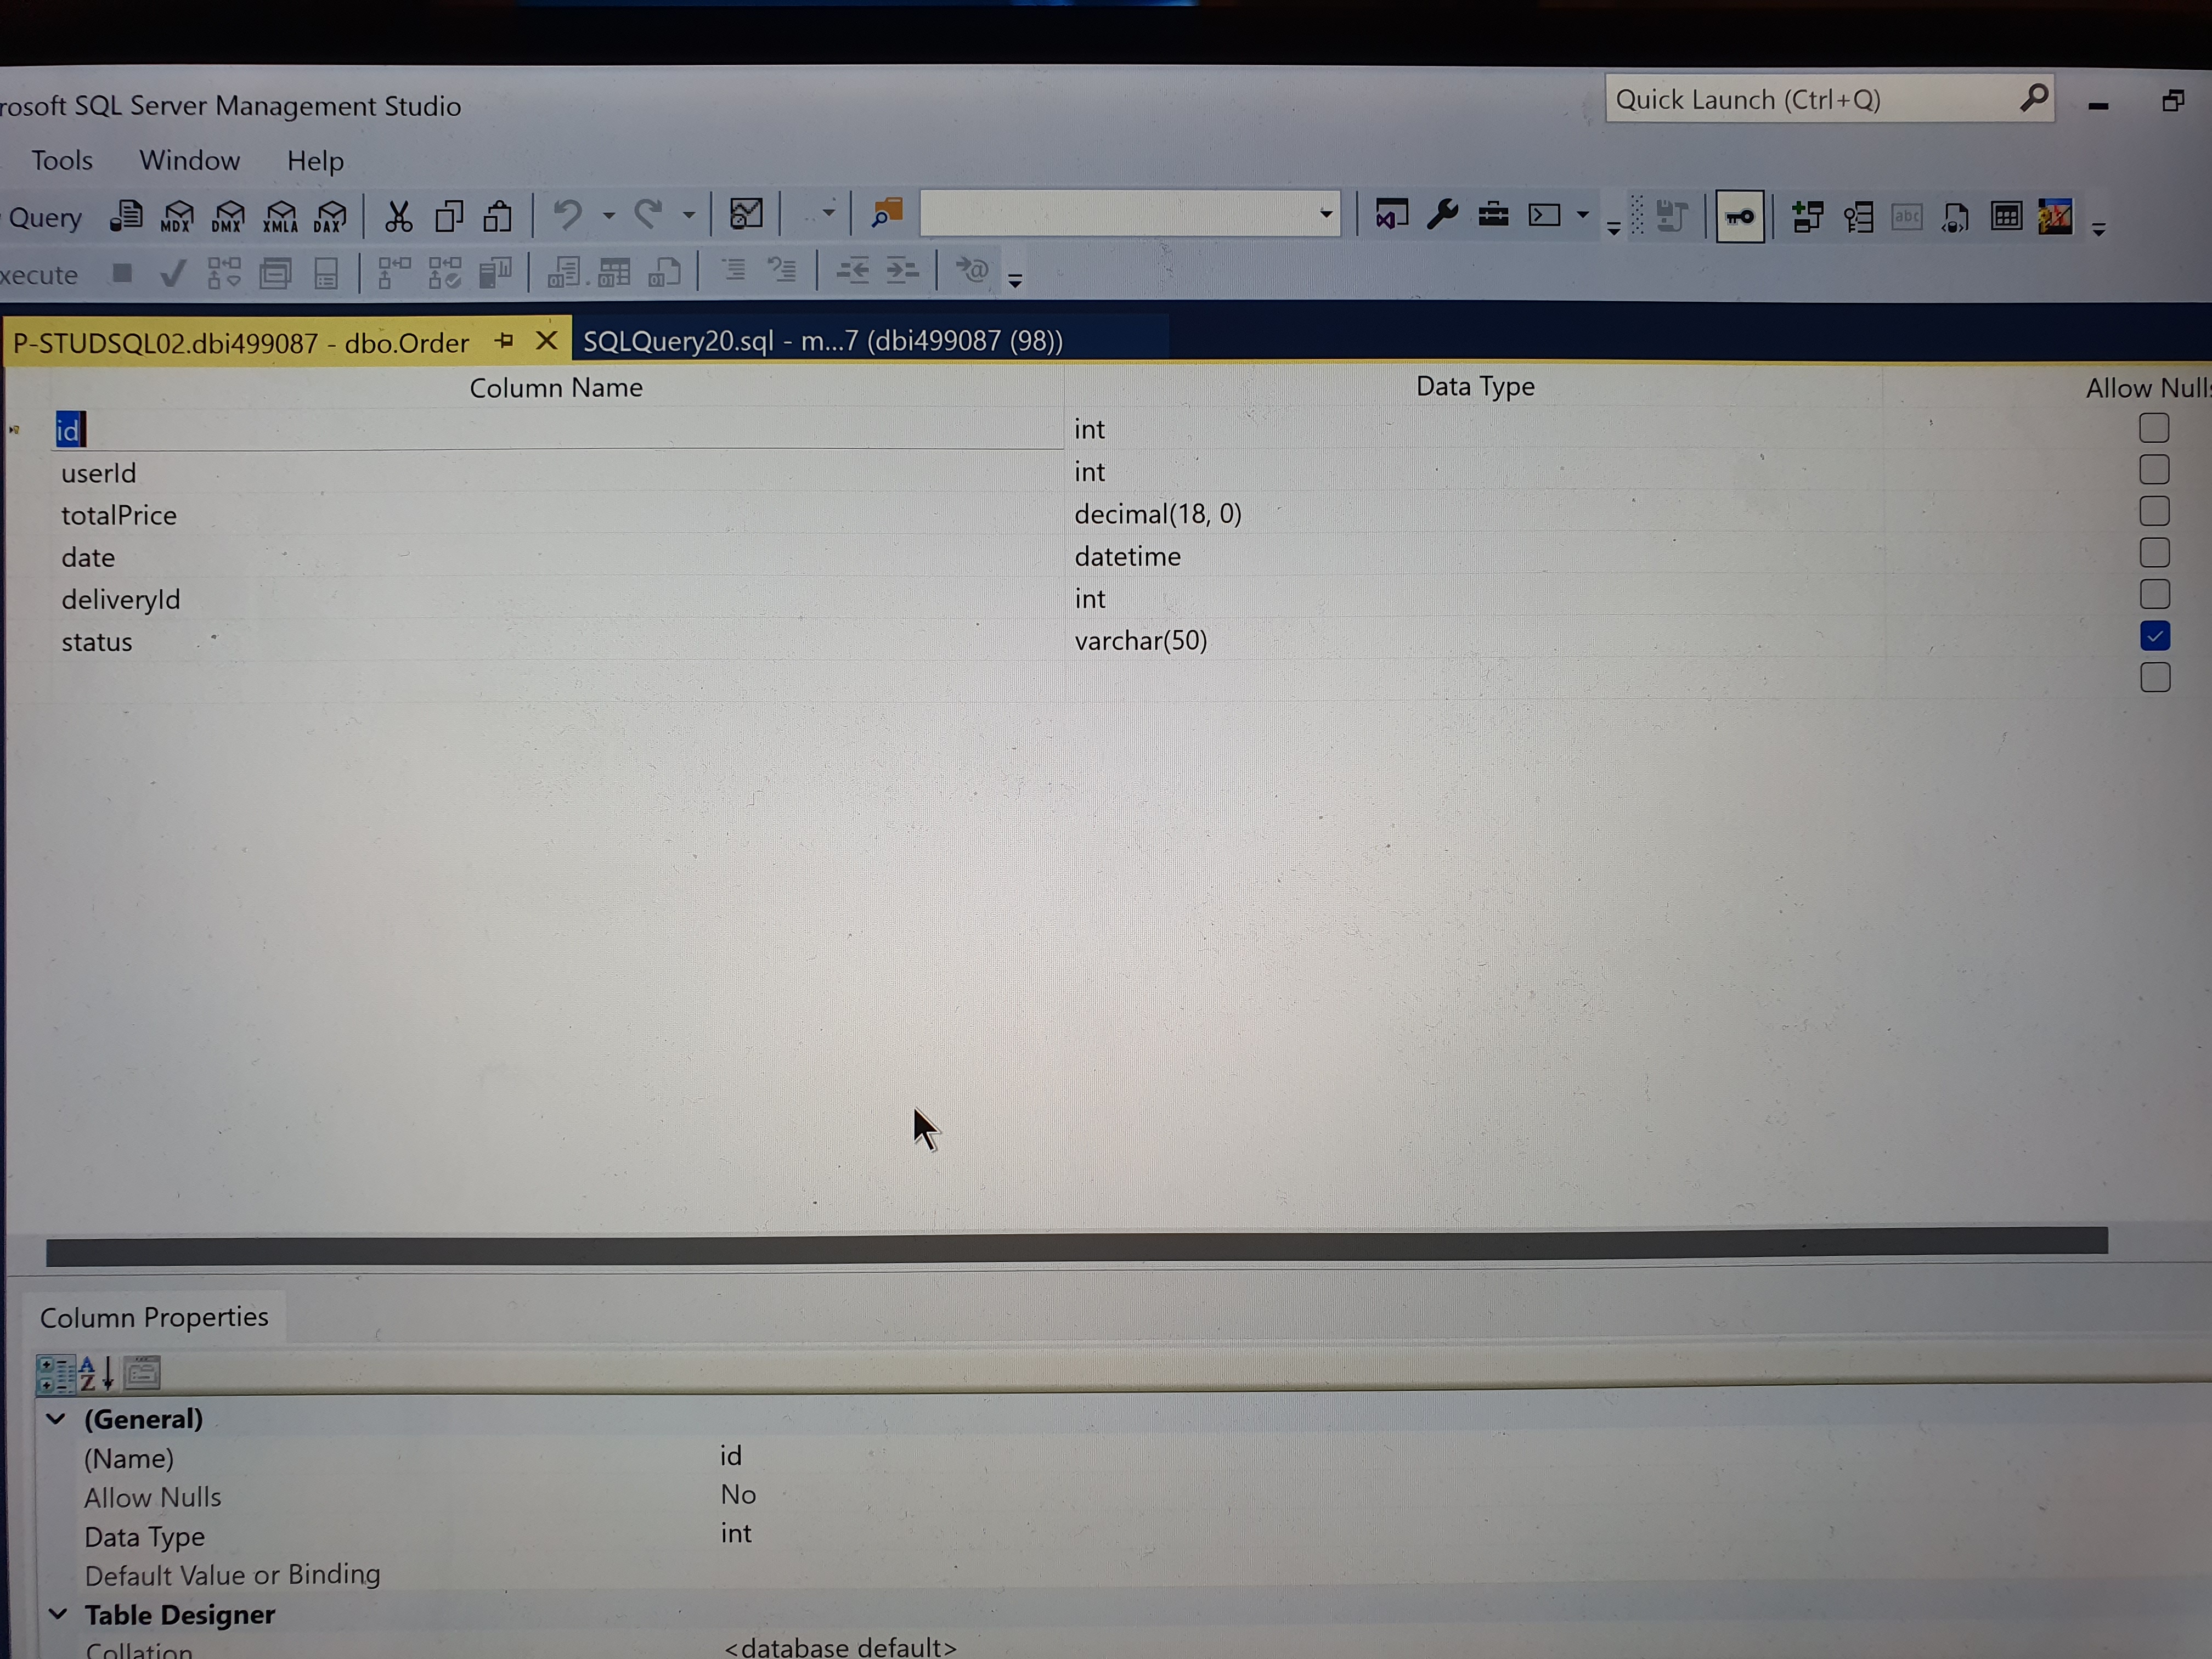 rosoft SQL Server Management Studio
Quick Launch (Ctrl+Q)
Tools Window Help
Query MDX DMX XMLA DAX abc
xecute
P-STUDSQL02.dbi499087 - dbo.Order SQLQuery20.sql - m...7 (dbi499087 (98))
Column Name Data Type Allow Nulls
id int
userId int
totalPrice decimal(18, 0)
date datetime
deliveryId int
status varchar(50)
Column Properties
A
Z
(General)
(Name) id
Allow Nulls No
Data Type int
Default Value or Binding
Table Designer
Collation <database default>